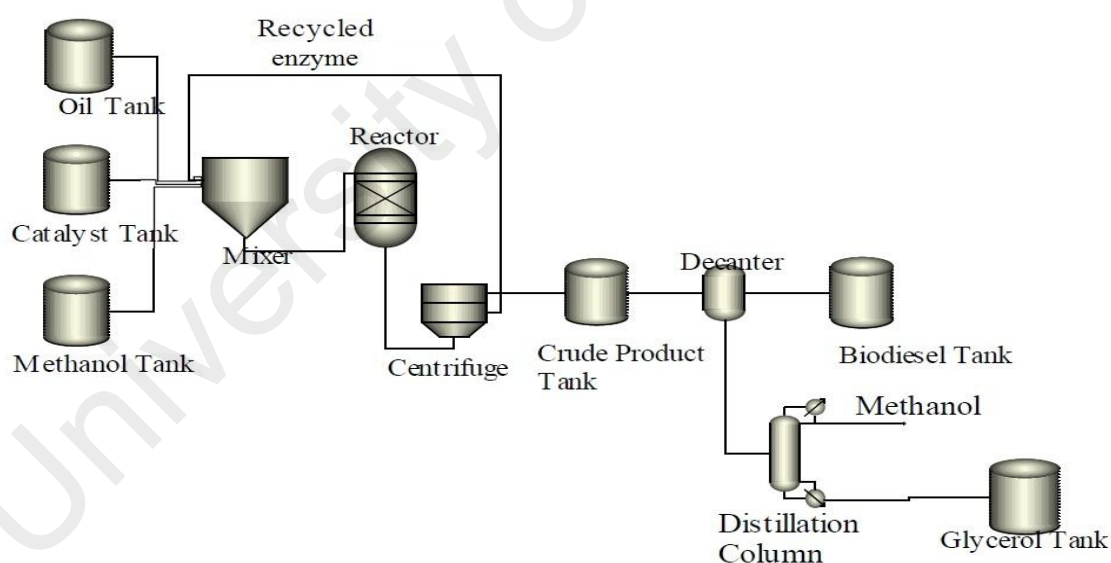 University o
Recycled
enzyme
Oil Tank
Reactor
Catalyst Tank
Mixer
Decanter
Methanol Tank
Centrifuge
Crude Product
Tank
Biodiesel Tank
Methanol
Distillation
Column
Glycerol Tank